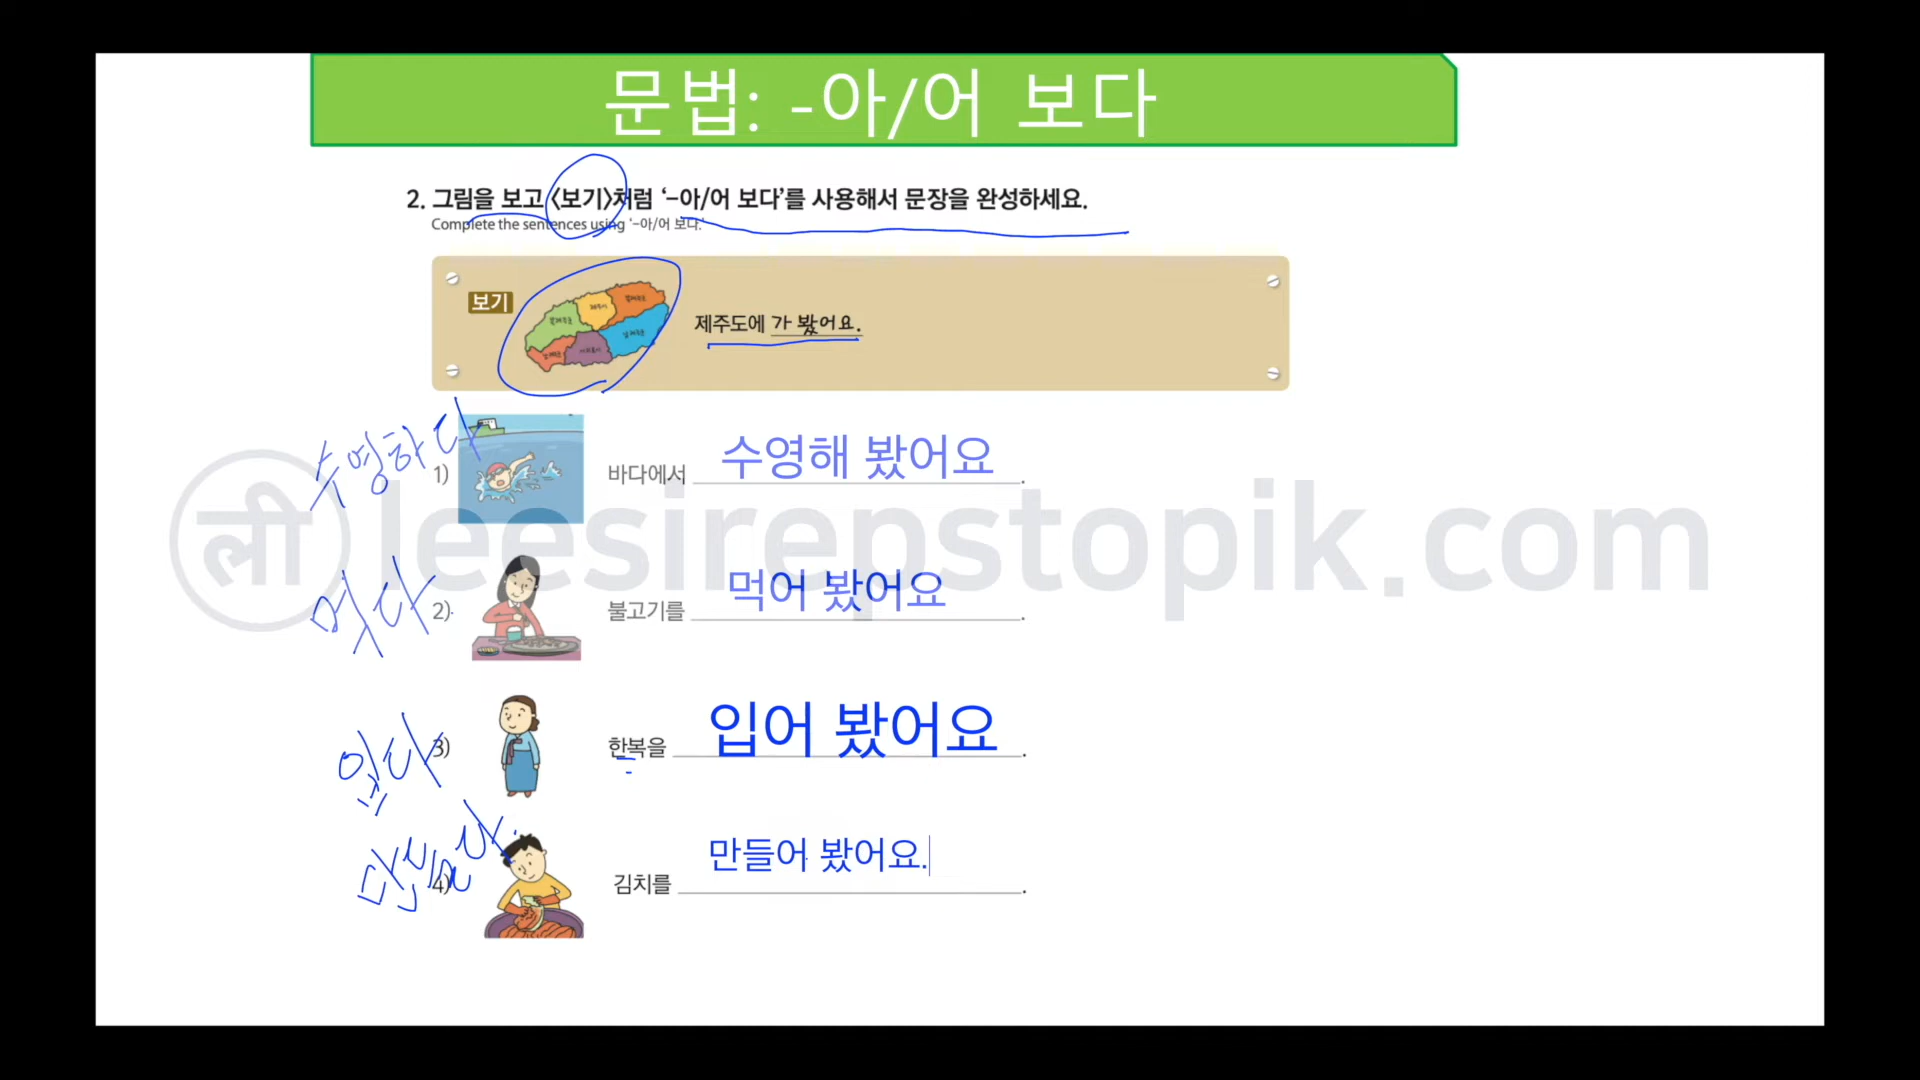 문법: -아/어 보다
2. 그림을 보고 <보기>처럼 '-아/어 보다'를 사용해서 문장을 완성하세요.
Complete the sentences using '-아/어 보다.'
보기
제주도에 가 봤어요.
수영하다
1) 바다에서 수영해 봤어요.
먹다
2) 불고기를 먹어 봤어요.
입다
3) 한복을 입어 봤어요.
만들다.
4) 김치를 만들어 봤어요.
ली leesirepstopik.com